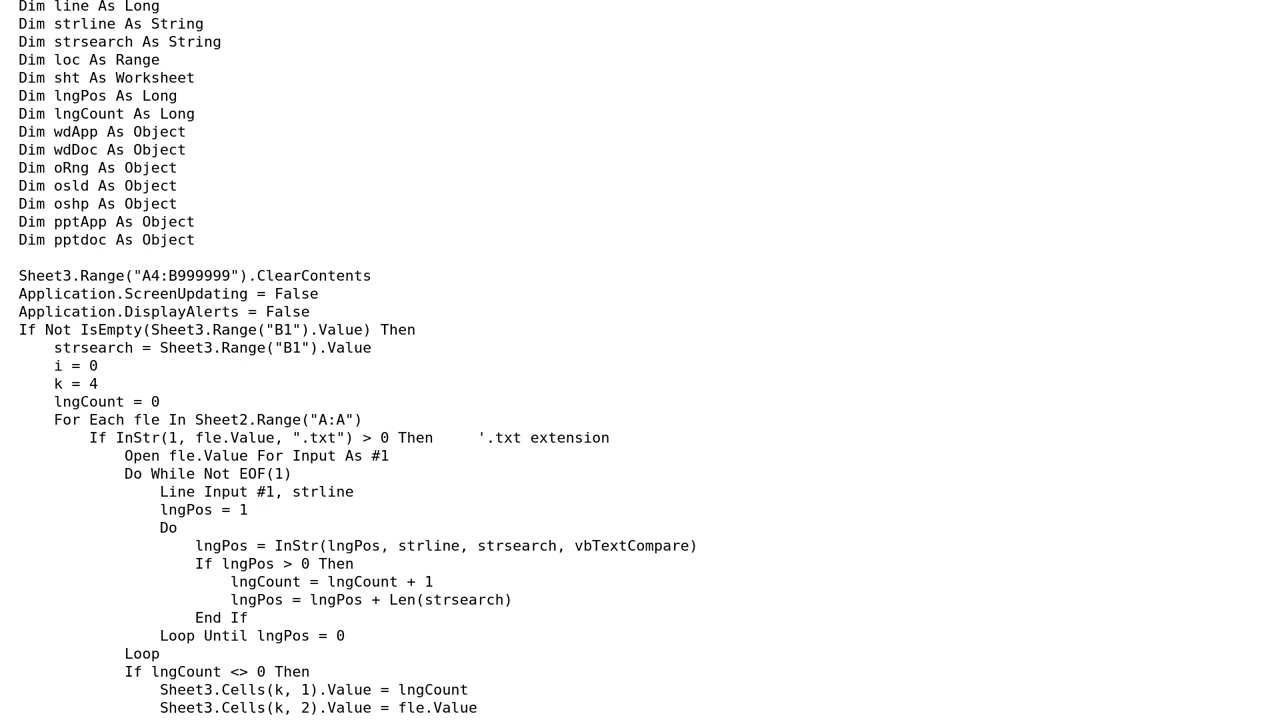 Dim line As Long
Dim strline As String
Dim strsearch As String
Dim loc As Range
Dim sht As Worksheet
Dim lngPos As Long
Dim lngCount As Long
Dim wdApp As Object
Dim wdDoc As Object
Dim oRng As Object
Dim osld As Object
Dim oshp As Object
Dim pptApp As Object
Dim pptdoc As Object

Sheet3.Range("A4:B999999").ClearContents
Application.ScreenUpdating = False
Application.DisplayAlerts = False
If Not IsEmpty(Sheet3.Range("B1").Value) Then
    strsearch = Sheet3.Range("B1").Value
    i = 0
    k = 4
    lngCount = 0
    For Each fle In Sheet2.Range("A:A")
        If InStr(1, fle.Value, ".txt") > 0 Then     '.txt extension
            Open fle.Value For Input As #1
            Do While Not EOF(1)
                Line Input #1, strline
                lngPos = 1
                Do
                    lngPos = InStr(lngPos, strline, strsearch, vbTextCompare)
                    If lngPos > 0 Then
                        lngCount = lngCount + 1
                        lngPos = lngPos + Len(strsearch)
                    End If
                Loop Until lngPos = 0
            Loop
            If lngCount <> 0 Then
                Sheet3.Cells(k, 1).Value = lngCount
                Sheet3.Cells(k, 2).Value = fle.Value